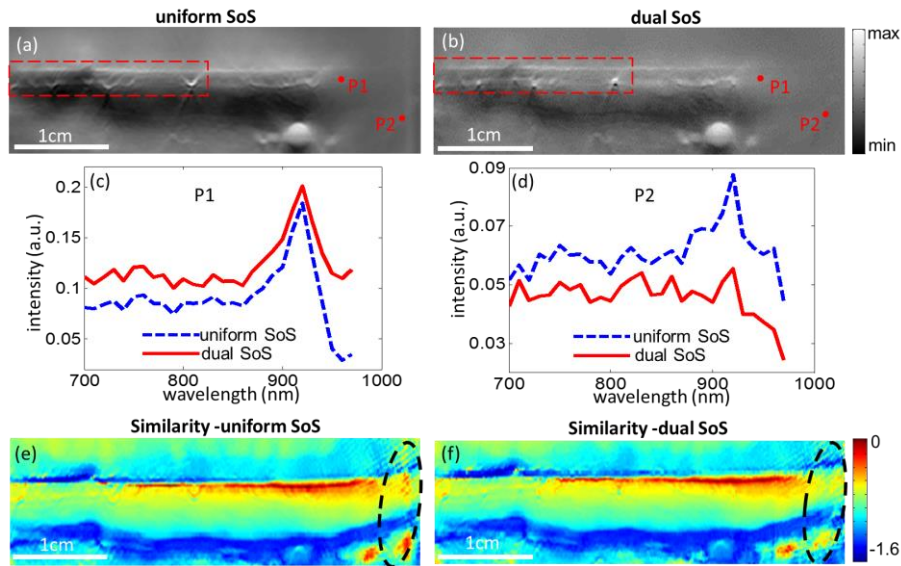 uniform SoS
dual SoS
(a)
P1
P2
1cm
(b)
P1
P2
1cm
max
min
(c)
P1
0.2
0.15
0.1
0.05
intensity (a.u.)
uniform SoS
dual SoS
700
800
900
1000
wavelength (nm)
(d)
P2
0.09
0.07
0.05
0.03
intensity (a.u.)
uniform SoS
dual SoS
700
800
900
1000
wavelength (nm)
Similarity -uniform SoS
Similarity -dual SoS
(e)
1cm
(f)
1cm
0
-1.6